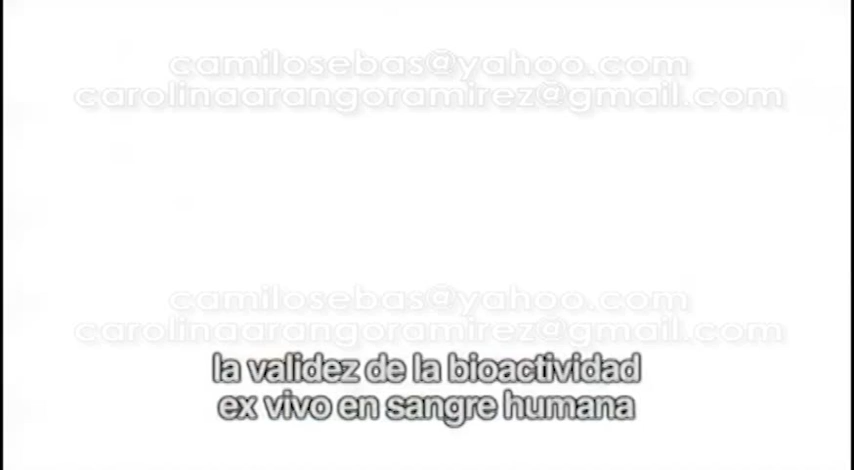 camilosebas@yahoo.com
carolinaarangoramirez@gmail.com
camilosebas@yahoo.com
carolinaarangoramirez@gmail.com
la validez de la bioactividad
ex vivo en sangre humana